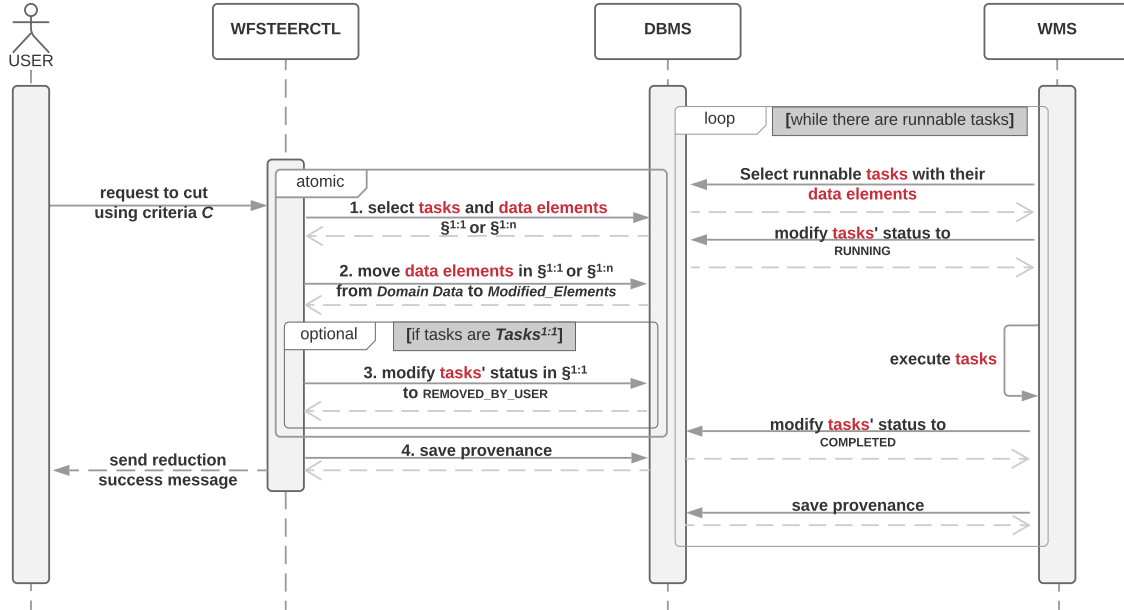 USER
WFSTEERCTL
DBMS
WMS
loop
[while there are runnable tasks]
request to cut
using criteria C
atomic
1. select tasks and data elements
§¹:¹ or §¹:ⁿ
2. move data elements in §¹:¹ or §¹:ⁿ
from Domain Data to Modified_Elements
optional
[if tasks are Tasks¹:¹]
3. modify tasks' status in §¹:¹
to REMOVED_BY_USER
4. save provenance
send reduction
success message
Select runnable tasks with their
data elements
modify tasks' status to
RUNNING
execute tasks
modify tasks' status to
COMPLETED
save provenance